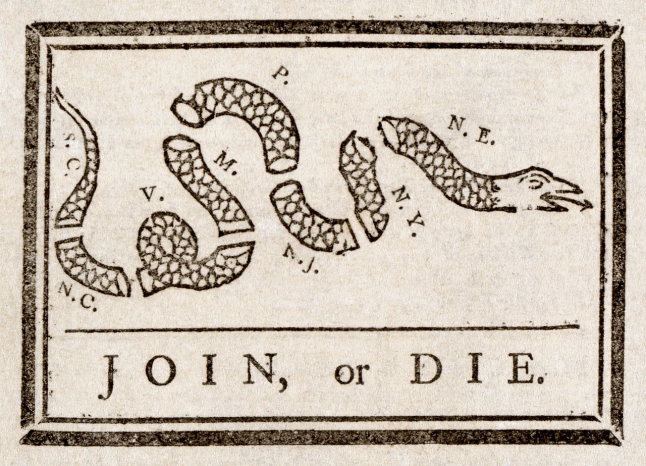 P.
N. E.
S. C.
M.
V.
N. Y.
N. J.
N. C.
JOIN, or DIE.